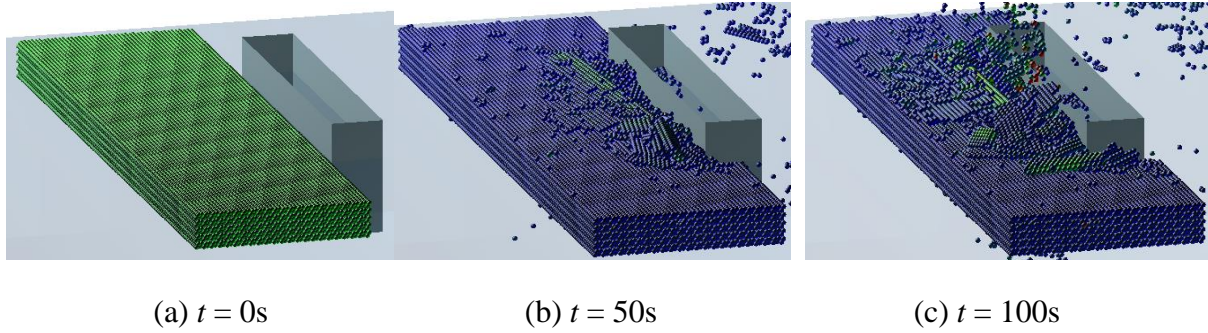 (a) t = 0s (b) t = 50s (c) t = 100s